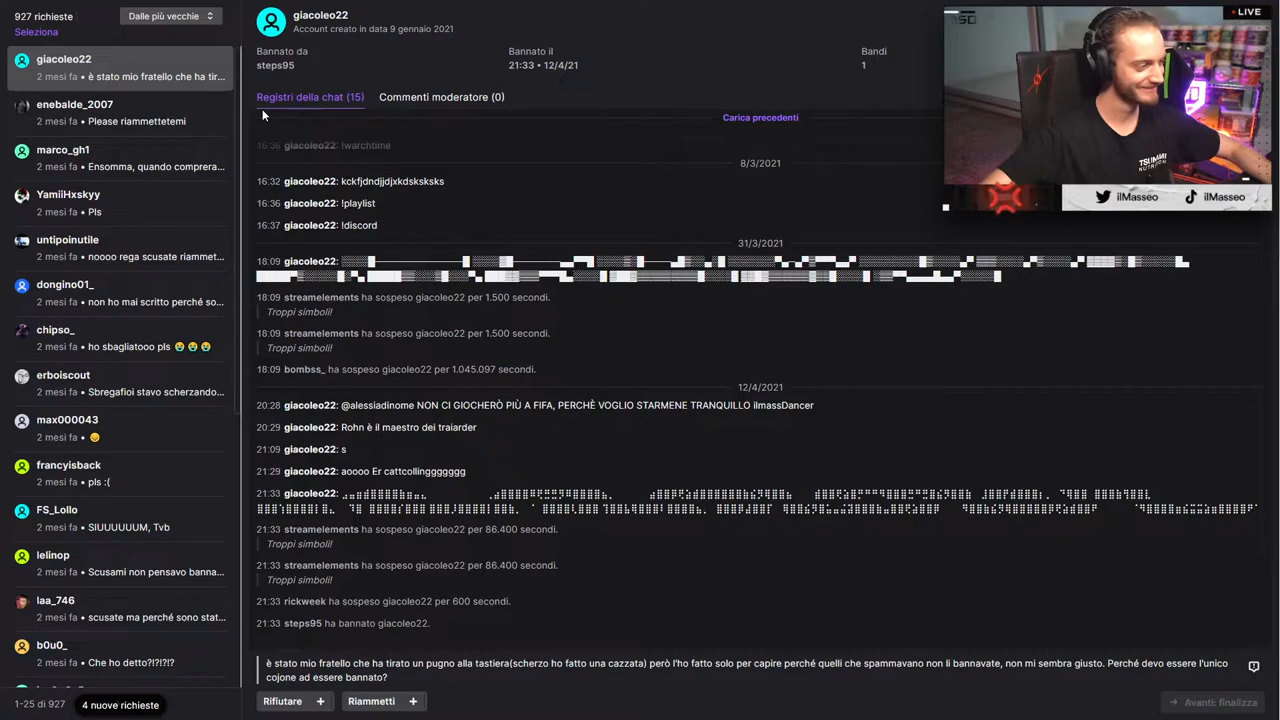 927 richieste
Dalle più vecchie
Seleziona
giacoleo22
2 mesi fa • è stato mio fratello che ha tir...
enebalde_2007
2 mesi fa • Please riammettetemi
marco_gh1
2 mesi fa • Ensomma, quando comprera...
YamiiHxskyy
2 mesi fa • Pls
untipoinutile
2 mesi fa • noooo rega scusate riammet...
dongino01_
2 mesi fa • non ho mai scritto perché so...
chipso_
2 mesi fa • ho sbagliatooo pls 😭 😭 😭
erboiscout
2 mesi fa • Sbregafioi stavo scherzando...
max000043
2 mesi fa • 😞
francyisback
2 mesi fa • pls :(
FS_Lollo
2 mesi fa • SIUUUUUM, Tvb
lelinop
2 mesi fa • Scusami non pensavo banna...
laa_746
2 mesi fa • scusate ma perché sono stat...
b0u0_
2 mesi fa • Che ho detto?!?!?!?
1-25 di 927
4 nuove richieste
giacoleo22
Account creato in data 9 gennaio 2021
Bannato da
steps95
Bannato il
21:33 • 12/4/21
Bandi
1
Registri della chat (15)
Commenti moderatore (0)
Carica precedenti
16:36 giacoleo22: !warchtime
8/3/2021
16:32 giacoleo22: kckfjdndjjdjxkdsksksks
16:36 giacoleo22: !playlist
16:37 giacoleo22: !discord
31/3/2021
18:09 giacoleo22:
18:09 streamelements ha sospeso giacoleo22 per 1.500 secondi.
Troppi simboli!
18:09 streamelements ha sospeso giacoleo22 per 1.500 secondi.
Troppi simboli!
18:09 bombss_ ha sospeso giacoleo22 per 1.045.097 secondi.
12/4/2021
20:28 giacoleo22: @alessiadinome NON CI GIOCHERÒ PIÙ A FIFA, PERCHÈ VOGLIO STARMENE TRANQUILLO ilmassDancer
20:29 giacoleo22: Rohn è il maestro dei traiarder
21:09 giacoleo22: s
21:29 giacoleo22: aoooo Er cattcollinggggggg
21:33 giacoleo22:
21:33 streamelements ha sospeso giacoleo22 per 86.400 secondi.
Troppi simboli!
21:33 streamelements ha sospeso giacoleo22 per 86.400 secondi.
Troppi simboli!
21:33 rickweek ha sospeso giacoleo22 per 600 secondi.
21:33 steps95 ha bannato giacoleo22.
è stato mio fratello che ha tirato un pugno alla tastiera(scherzo ho fatto una cazzata) però l'ho fatto solo per capire perché quelli che spammavano non li bannavate, non mi sembra giusto. Perché devo essere l'unico
cojone ad essere bannato?
Rifiutare +
Riammetti +
Avanti: finalizza
LIVE
TSUNAMI
NUTRITION
ilMasseo
ilMasseo